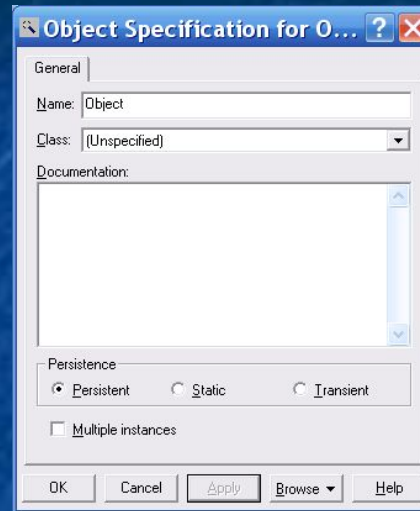 Object Specification for O...
General
Name: Object
Class: (Unspecified)
Documentation:
Persistence
Persistent Static Transient
Multiple instances
OK Cancel Apply Browse Help